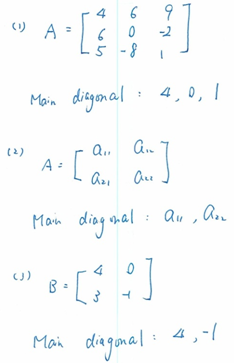 (1) A = [ 4 6 9
6 0 -2
5 -8 1 ]
Main diagonal : 4, 0, 1
(2) A = [ a₁₁ a₁₂
a₂₁ a₂₂ ]
Main diagonal : a₁₁, a₂₂
(3) B = [ 4 0
3 -1 ]
Main diagonal : 4, -1